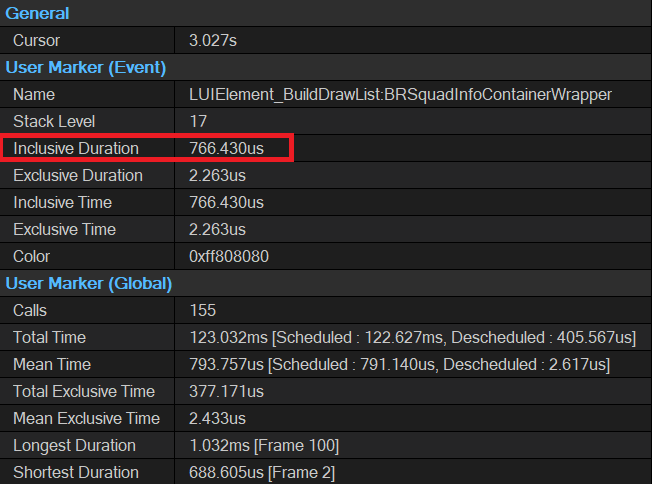 General
Cursor 3.027s
User Marker (Event)
Name LUIElement_BuildDrawList:BRSquadInfoContainerWrapper
Stack Level 17
Inclusive Duration 766.430us
Exclusive Duration 2.263us
Inclusive Time 766.430us
Exclusive Time 2.263us
Color 0xff808080
User Marker (Global)
Calls 155
Total Time 123.032ms [Scheduled : 122.627ms, Descheduled : 405.567us]
Mean Time 793.757us [Scheduled : 791.140us, Descheduled : 2.617us]
Total Exclusive Time 377.171us
Mean Exclusive Time 2.433us
Longest Duration 1.032ms [Frame 100]
Shortest Duration 688.605us [Frame 2]